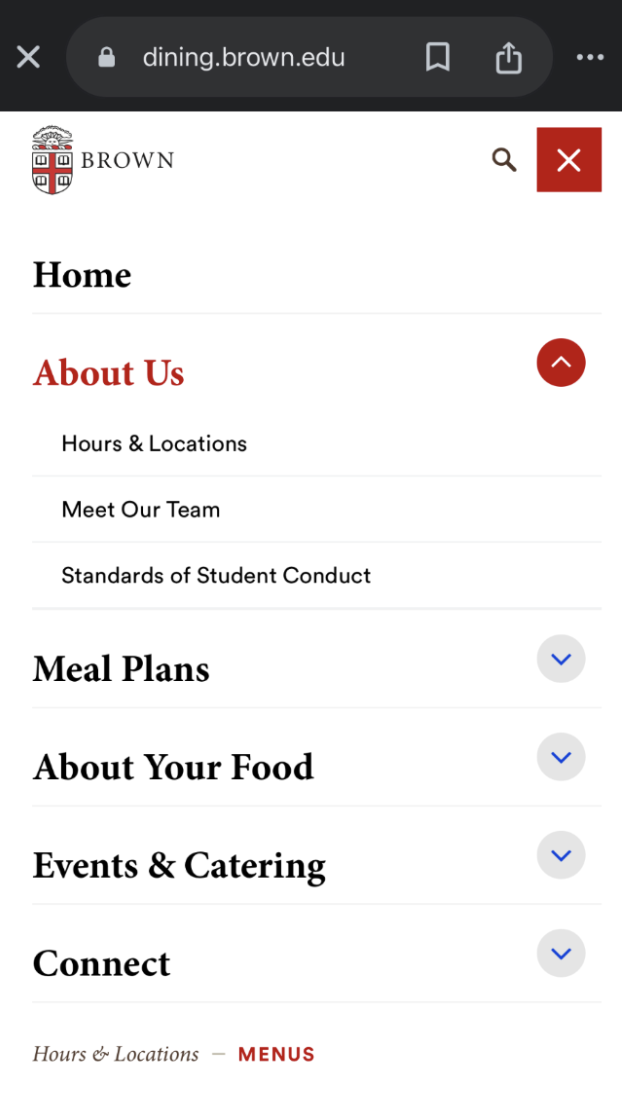 dining.brown.edu
BROWN
Home
About Us
Hours & Locations
Meet Our Team
Standards of Student Conduct
Meal Plans
About Your Food
Events & Catering
Connect
Hours & Locations — MENUS